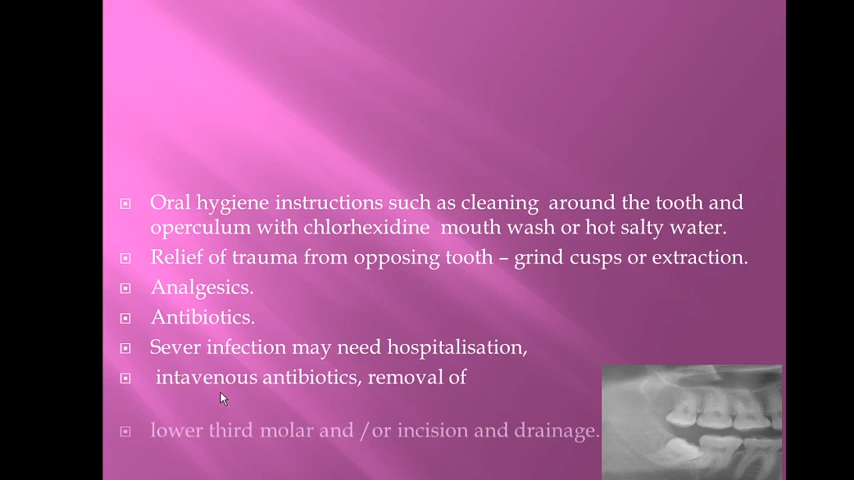 Oral hygiene instructions such as cleaning around the tooth and
operculum with chlorhexidine mouth wash or hot salty water.
Relief of trauma from opposing tooth – grind cusps or extraction.
Analgesics.
Antibiotics.
Sever infection may need hospitalisation,
intavenous antibiotics, removal of
lower third molar and /or incision and drainage.